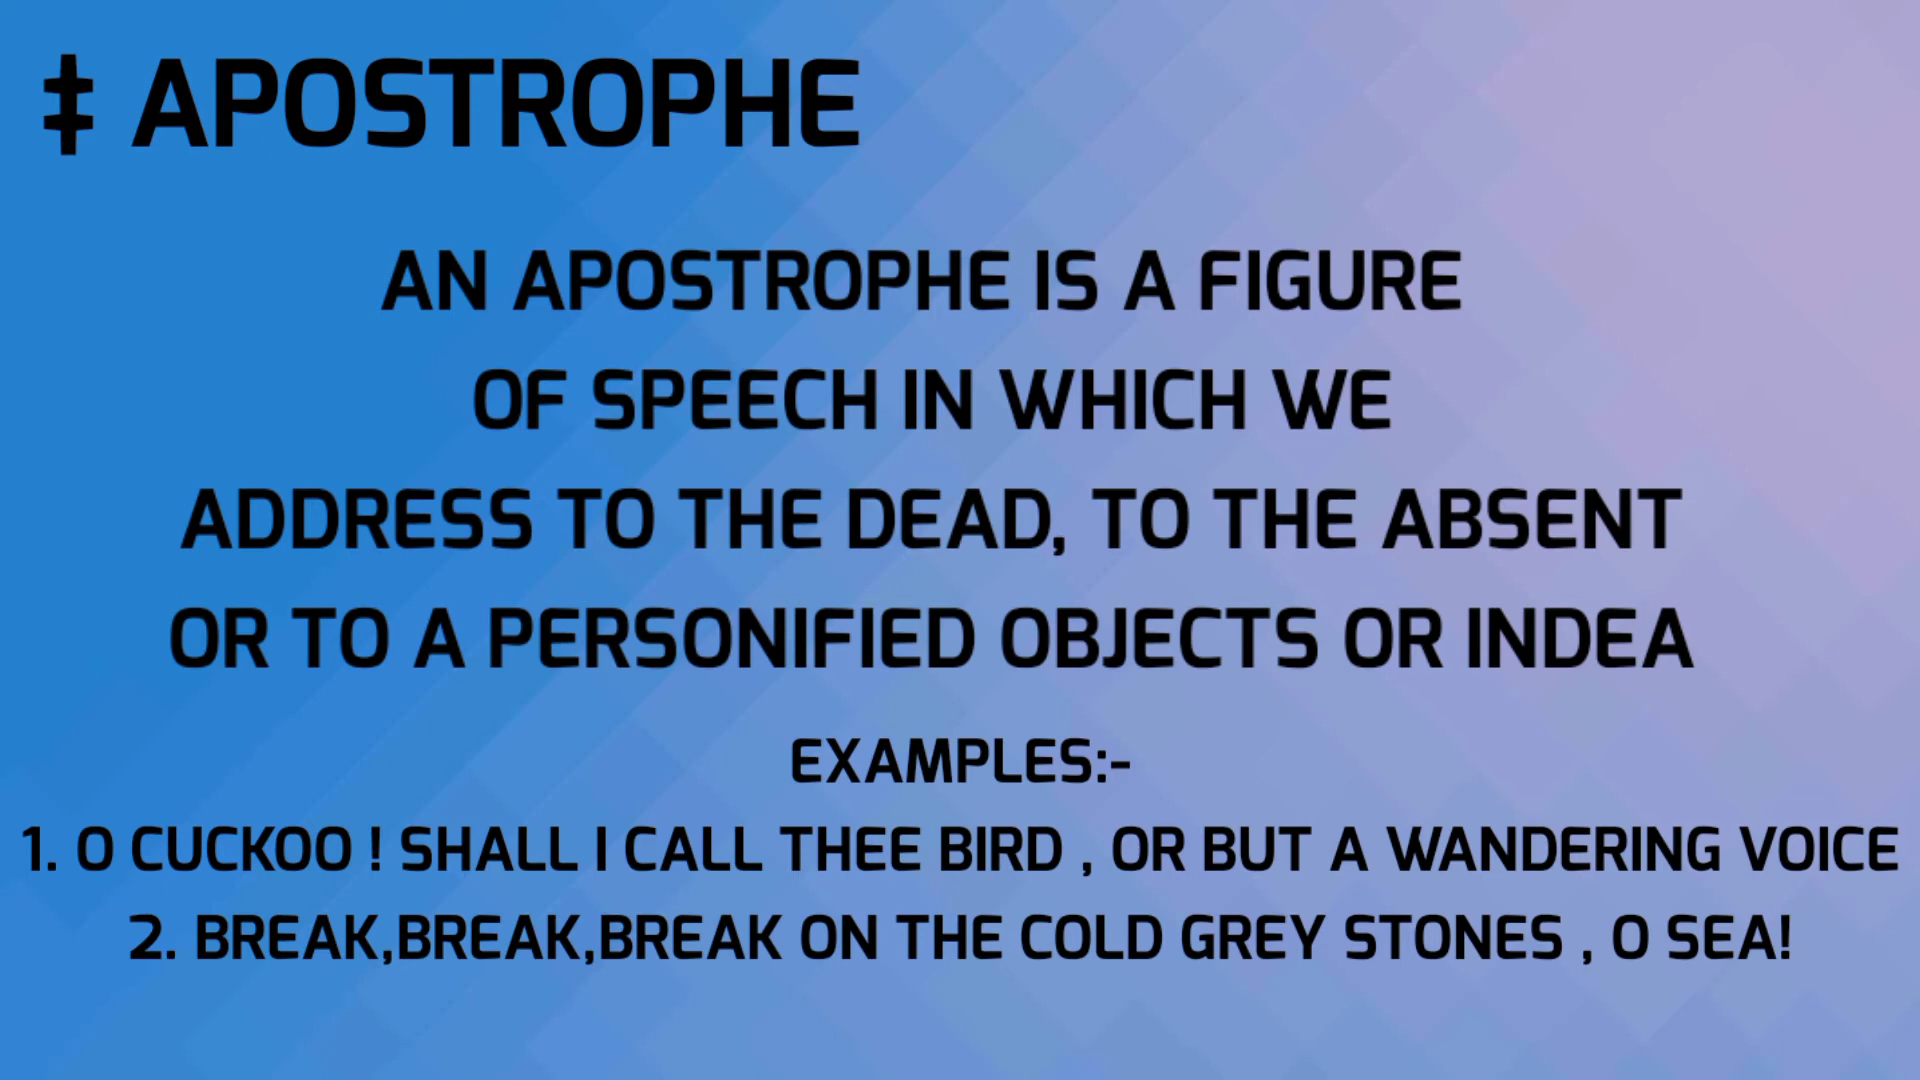 ‡ APOSTROPHE
AN APOSTROPHE IS A FIGURE
OF SPEECH IN WHICH WE
ADDRESS TO THE DEAD, TO THE ABSENT
OR TO A PERSONIFIED OBJECTS OR INDEA
EXAMPLES:-
1. O CUCKOO ! SHALL I CALL THEE BIRD , OR BUT A WANDERING VOICE
2. BREAK,BREAK,BREAK ON THE COLD GREY STONES , O SEA!